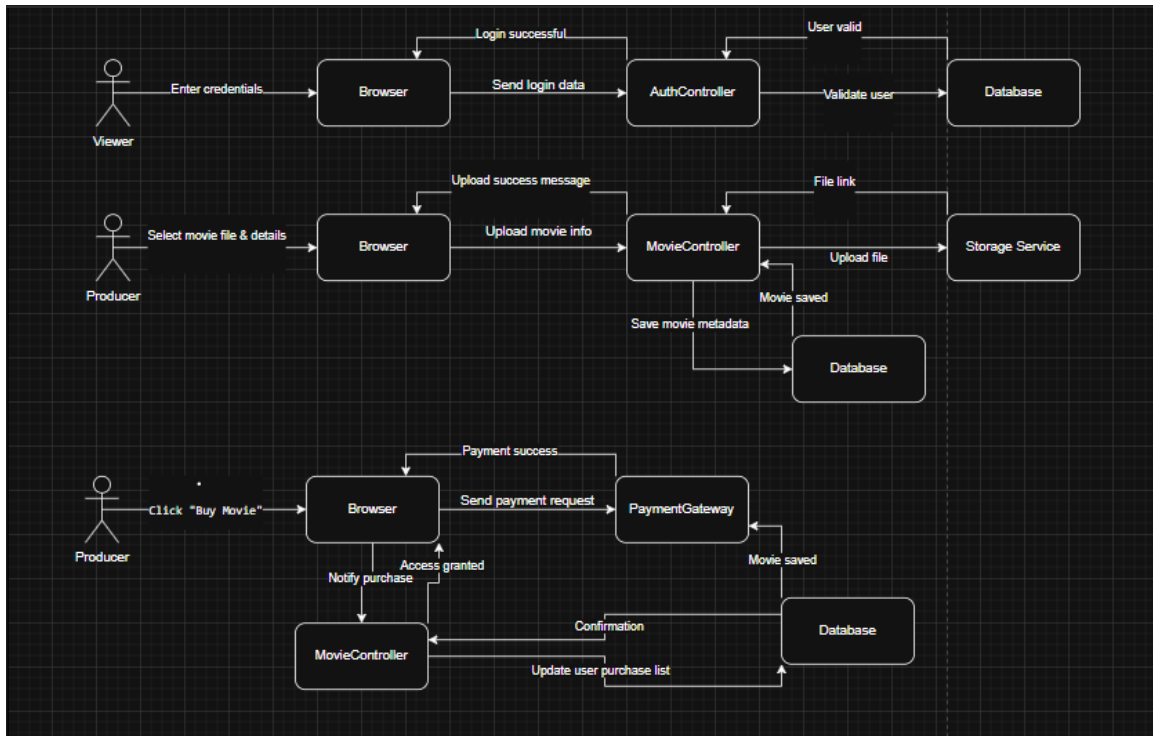 Login successful
User valid
Enter credentials
Browser
Send login data
AuthController
Validate user
Database
Viewer
Upload success message
File link
Select movie file & details
Browser
Upload movie info
MovieController
Upload file
Storage Service
Producer
Movie saved
Save movie metadata
Database
Payment success
Click "Buy Movie"
Browser
Send payment request
PaymentGateway
Producer
Notify purchase
Access granted
Movie saved
Confirmation
Database
MovieController
Update user purchase list